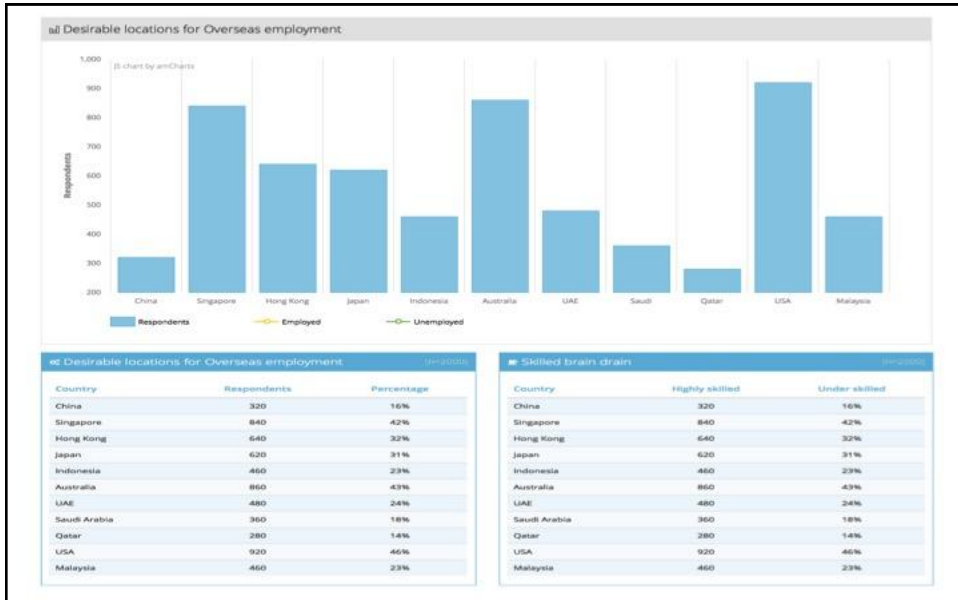 Desirable locations for Overseas employment
JS chart by amCharts
1,000
900
800
700
600
500
400
300
200
Respondents
China Singapore Hong Kong Japan Indonesia Australia UAE Saudi Qatar USA Malaysia
Respondents Employed Unemployed
Desirable locations for Overseas employment (n=2000)
Country Respondents Percentage
China 320 16%
Singapore 840 42%
Hong Kong 640 32%
Japan 620 31%
Indonesia 460 23%
Australia 860 43%
UAE 480 24%
Saudi Arabia 360 18%
Qatar 280 14%
USA 920 46%
Malaysia 460 23%
Skilled brain drain (n=2000)
Country Highly skilled Under skilled
China 320 16%
Singapore 840 42%
Hong Kong 640 32%
Japan 620 31%
Indonesia 460 23%
Australia 860 43%
UAE 480 24%
Saudi Arabia 360 18%
Qatar 280 14%
USA 920 46%
Malaysia 460 23%